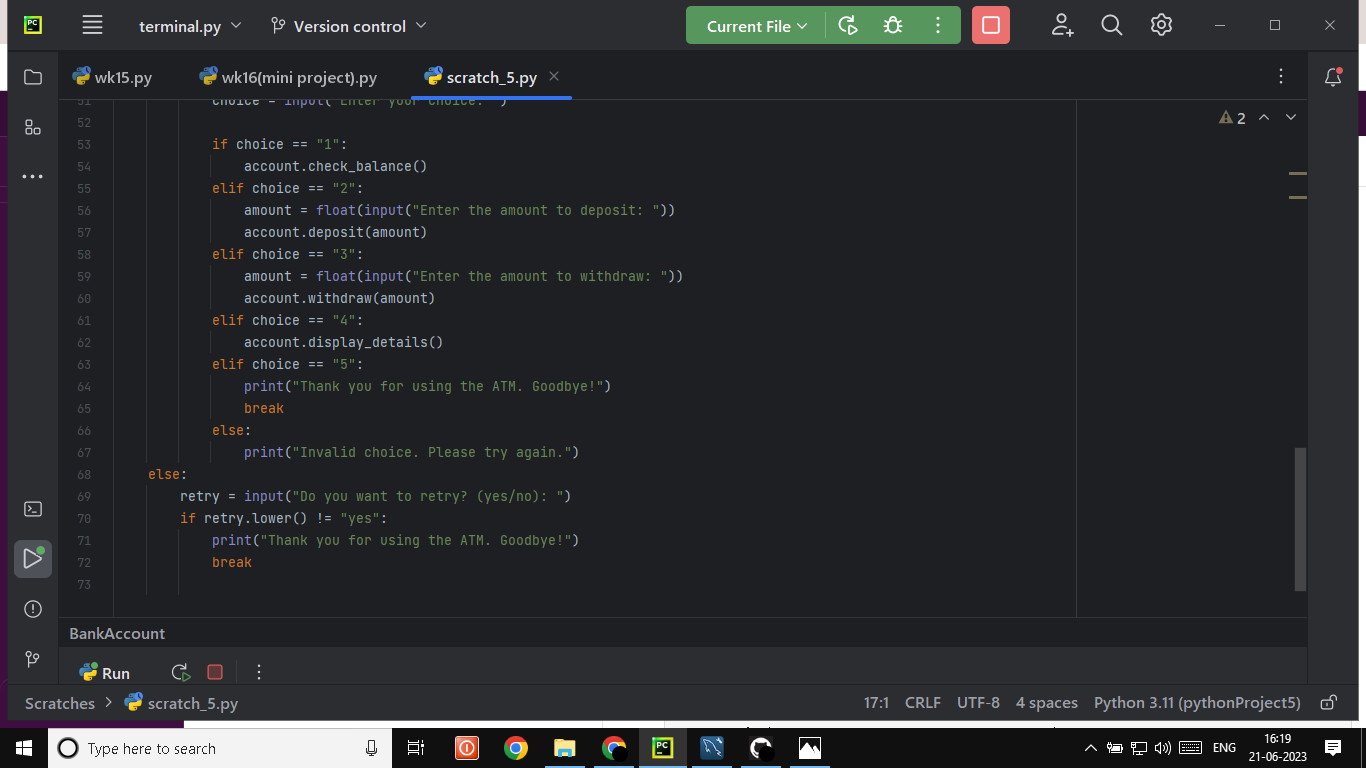 PC
terminal.py
Version control
Current File
wk15.py
wk16(mini project).py
scratch_5.py
2
51 choice = input("Enter your choice: ")
52
53 if choice == "1":
54 account.check_balance()
55 elif choice == "2":
56 amount = float(input("Enter the amount to deposit: "))
57 account.deposit(amount)
58 elif choice == "3":
59 amount = float(input("Enter the amount to withdraw: "))
60 account.withdraw(amount)
61 elif choice == "4":
62 account.display_details()
63 elif choice == "5":
64 print("Thank you for using the ATM. Goodbye!")
65 break
66 else:
67 print("Invalid choice. Please try again.")
68 else:
69 retry = input("Do you want to retry? (yes/no): ")
70 if retry.lower() != "yes":
71 print("Thank you for using the ATM. Goodbye!")
72 break
73
BankAccount
Run
Scratches
scratch_5.py
17:1 CRLF UTF-8 4 spaces Python 3.11 (pythonProject5)
Type here to search
PC
ENG
16:19
21-06-2023